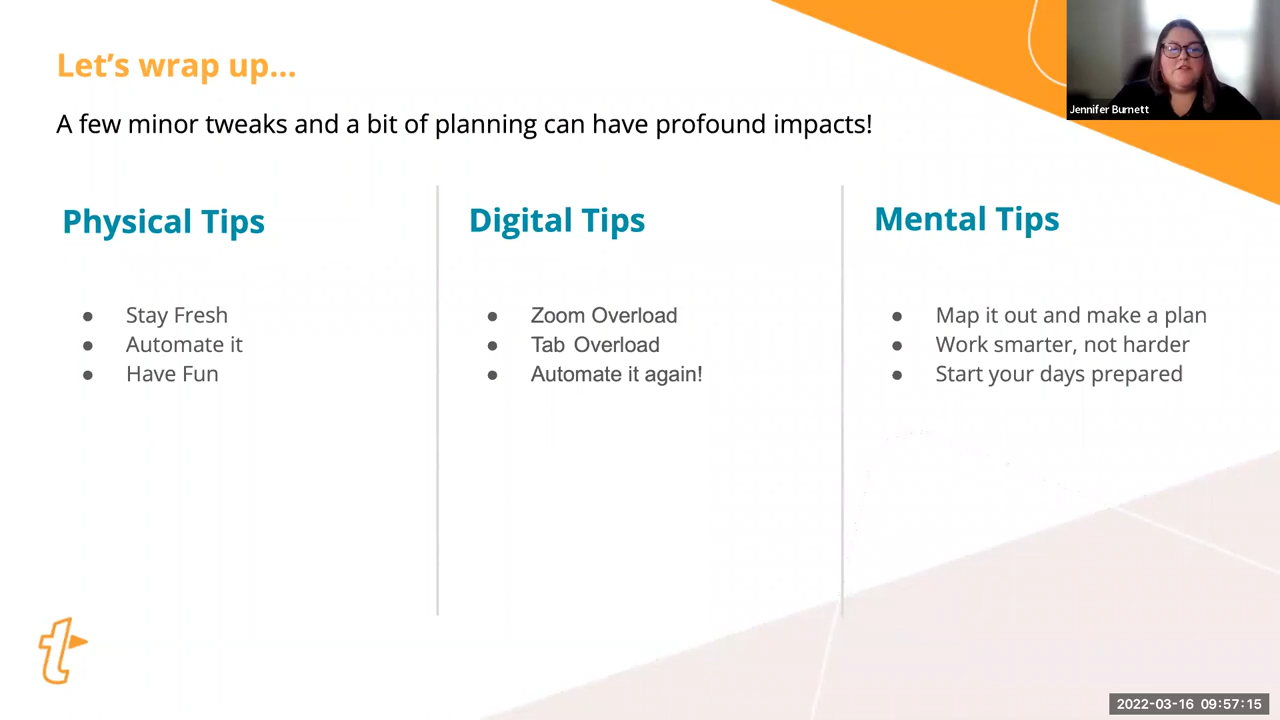 Let’s wrap up...
A few minor tweaks and a bit of planning can have profound impacts!
Jennifer Burnett
Physical Tips
● Stay Fresh
● Automate it
● Have Fun
Digital Tips
● Zoom Overload
● Tab Overload
● Automate it again!
Mental Tips
● Map it out and make a plan
● Work smarter, not harder
● Start your days prepared
t
2022-03-16 09:57:15